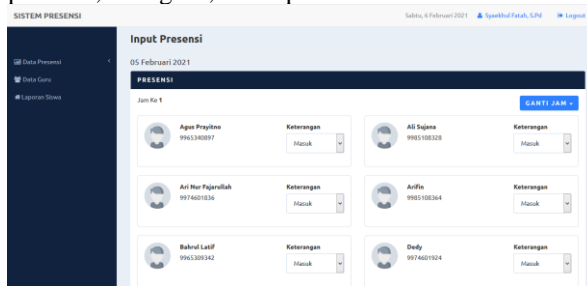 SISTEM PRESENSI
Sabtu, 6 Februari 2021 Syaekhul Fatah, S.Pd Logout
Input Presensi
Data Presensi
Data Guru
Laporan Siswa
05 Februari 2021
PRESENSI
Jam Ke 1
GANTI JAM
Agus Prayitno
9965340897
Keterangan
Masuk
Ali Sujana
9985108328
Keterangan
Masuk
Ari Nur Fajarullah
9974601836
Keterangan
Masuk
Arifin
9985108364
Keterangan
Masuk
Bahrul Latif
9965309342
Keterangan
Masuk
Dedy
9974601924
Keterangan
Masuk